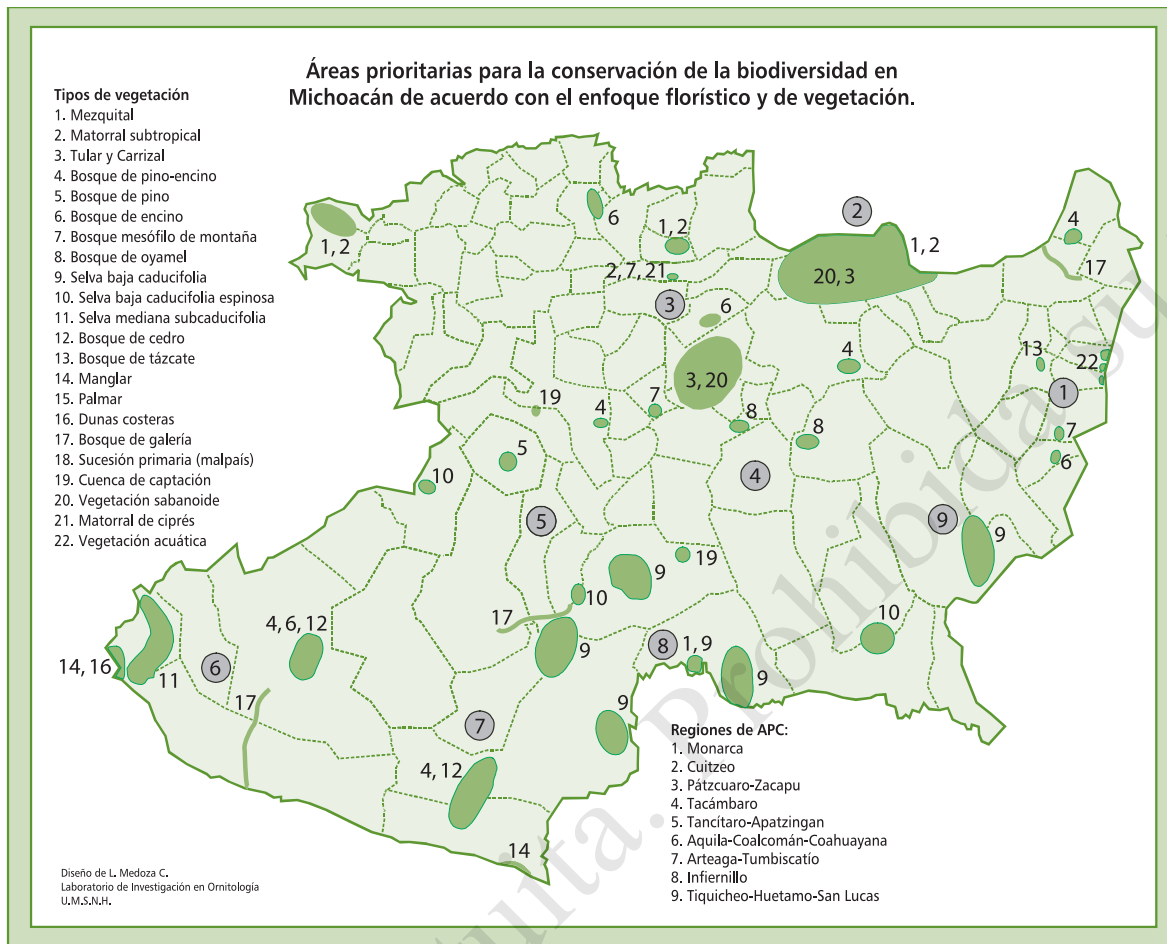 Áreas prioritarias para la conservación de la biodiversidad en
Michoacán de acuerdo con el enfoque florístico y de vegetación.
Tipos de vegetación
1. Mezquital
2. Matorral subtropical
3. Tular y Carrizal
4. Bosque de pino-encino
5. Bosque de pino
6. Bosque de encino
7. Bosque mesófilo de montaña
8. Bosque de oyamel
9. Selva baja caducifolia
10. Selva baja caducifolia espinosa
11. Selva mediana subcaducifolia
12. Bosque de cedro
13. Bosque de tázcate
14. Manglar
15. Palmar
16. Dunas costeras
17. Bosque de galería
18. Sucesión primaria (malpaís)
19. Cuenca de captación
20. Vegetación sabanoide
21. Matorral de ciprés
22. Vegetación acuática
1, 2
6
1, 2
2
1, 2
4
17
2, 7, 21
20, 3
3
6
3, 20
4
13
22
1
19
4
7
8
8
7
6
5
10
4
5
9
9
19
9
10
17
10
4, 6, 12
14, 16
11
6
9
8
1, 9
9
17
7
9
4, 12
14
Regiones de APC:
1. Monarca
2. Cuitzeo
3. Pátzcuaro-Zacapu
4. Tacámbaro
5. Tancítaro-Apatzingan
6. Aquila-Coalcomán-Coahuayana
7. Arteaga-Tumbiscatío
8. Infiernillo
9. Tiquicheo-Huetamo-San Lucas
Diseño de L. Medoza C.
Laboratorio de Investigación en Ornitología
U.M.S.N.H.
Prohibida su